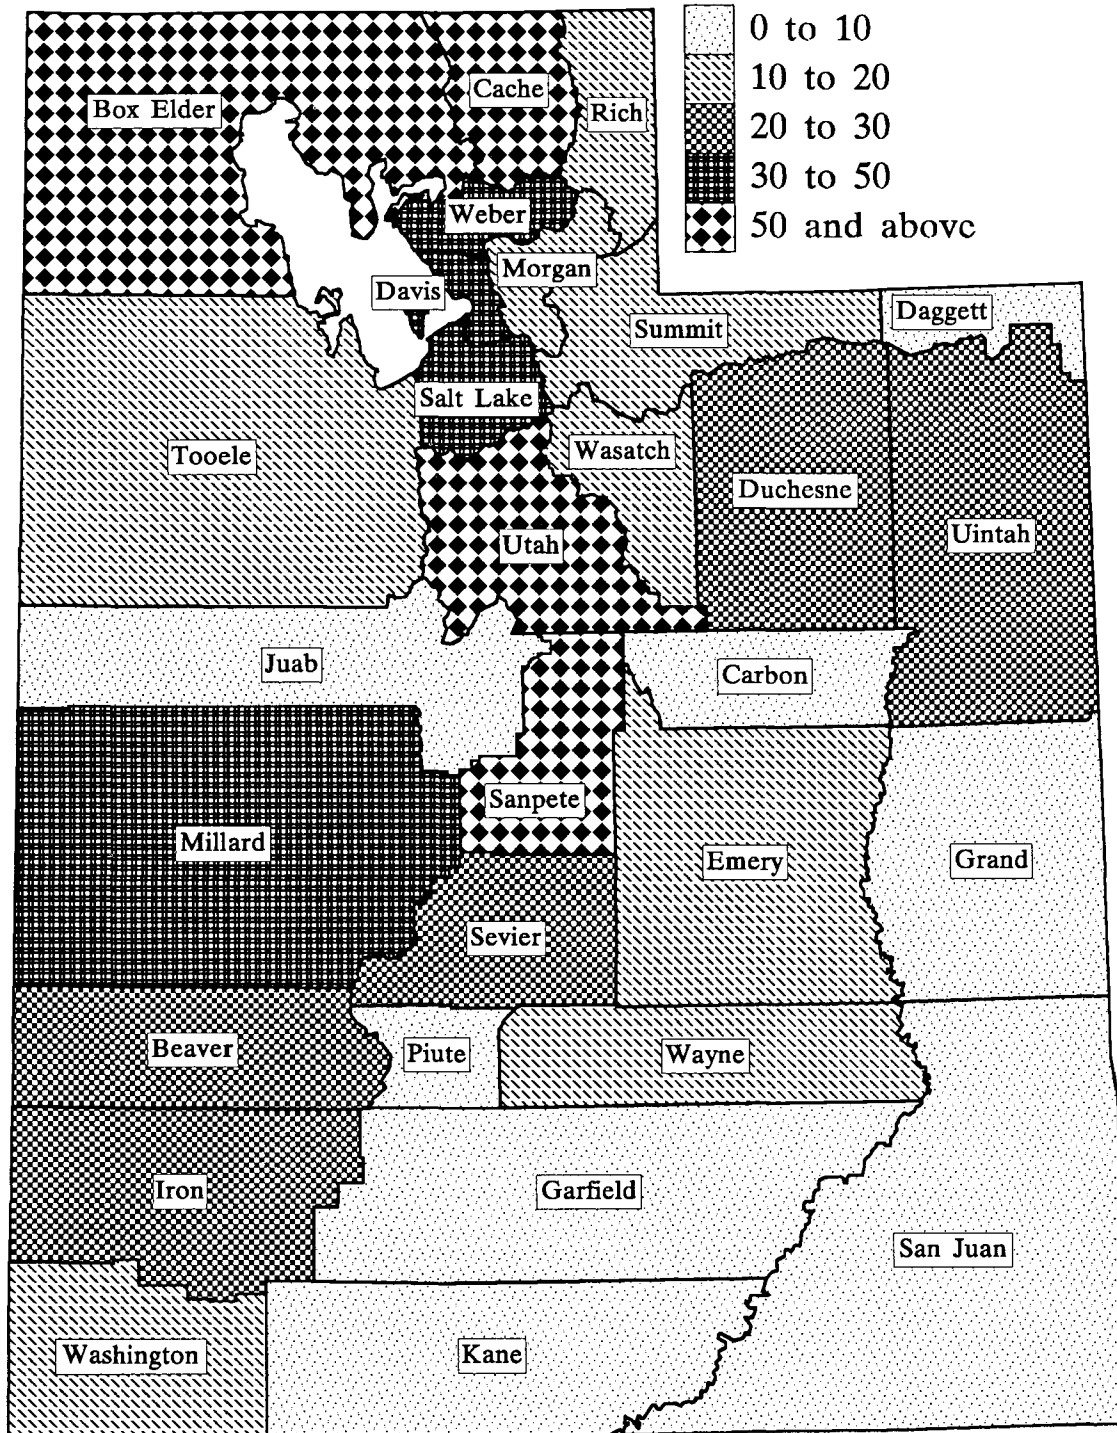 0 to 10
10 to 20
20 to 30
30 to 50
50 and above
Box Elder
Cache
Rich
Weber
Morgan
Davis
Summit
Daggett
Salt Lake
Tooele
Wasatch
Duchesne
Uintah
Utah
Juab
Carbon
Sanpete
Millard
Emery
Grand
Sevier
Beaver
Piute
Wayne
Iron
Garfield
San Juan
Washington
Kane